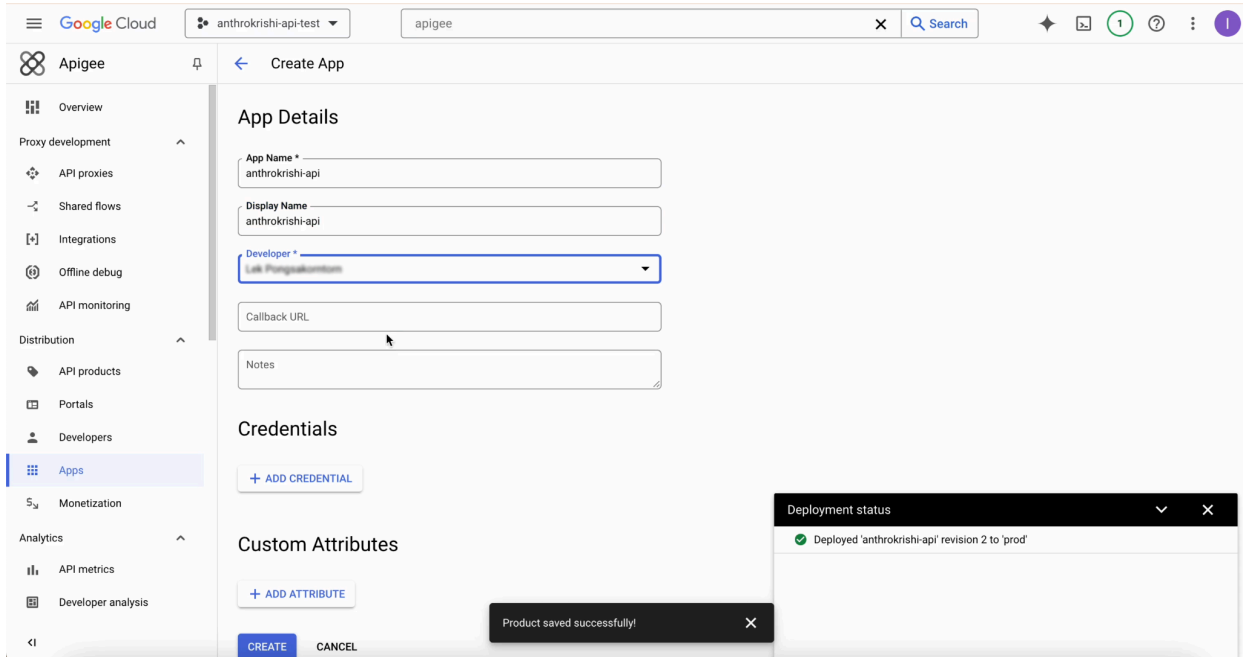 Google Cloud
anthrokrishi-api-test
apigee
Search
1
I
Apigee
Create App
Overview
Proxy development
API proxies
Shared flows
Integrations
Offline debug
API monitoring
Distribution
API products
Portals
Developers
Apps
Monetization
Analytics
API metrics
Developer analysis
App Details
App Name *
anthrokrishi-api
Display Name
anthrokrishi-api
Developer *
Callback URL
Notes
Credentials
+ ADD CREDENTIAL
Custom Attributes
+ ADD ATTRIBUTE
CREATE CANCEL
Product saved successfully!
Deployment status
Deployed 'anthrokrishi-api' revision 2 to 'prod'